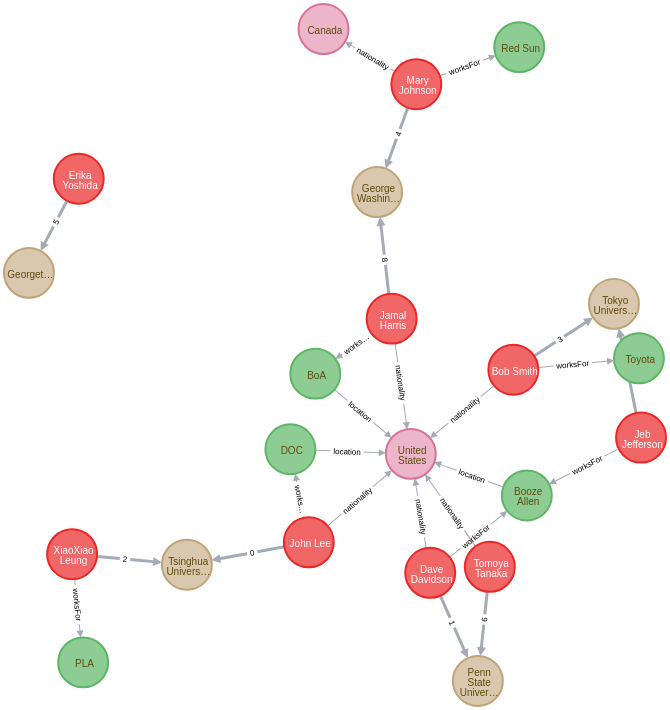 Canada
Red Sun
nationality
worksFor
Mary
Johnson
4
Erika
Yoshida
George
Washin…
5
8
Georget…
Tokyo
Univers…
Jamal
Harris
3
works…
Toyota
worksFor
BoA
Bob Smith
nationality
location
nationality
Jeb
Jefferson
DOC
location
United
States
worksFor
location
Booze
Allen
works…
nationality
nationality
nationality
worksFor
John Lee
XiaoXiao
Leung
2
Tsinghua
Univers…
0
Dave
Davidson
Tomoya
Tanaka
worksFor
1
6
PLA
Penn
State
Univer…